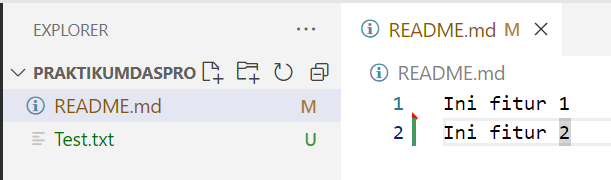 EXPLORER
PRAKTIKUMDASPRO
README.md M
Test.txt U
README.md M
README.md
1 Ini fitur 1
2 Ini fitur 2